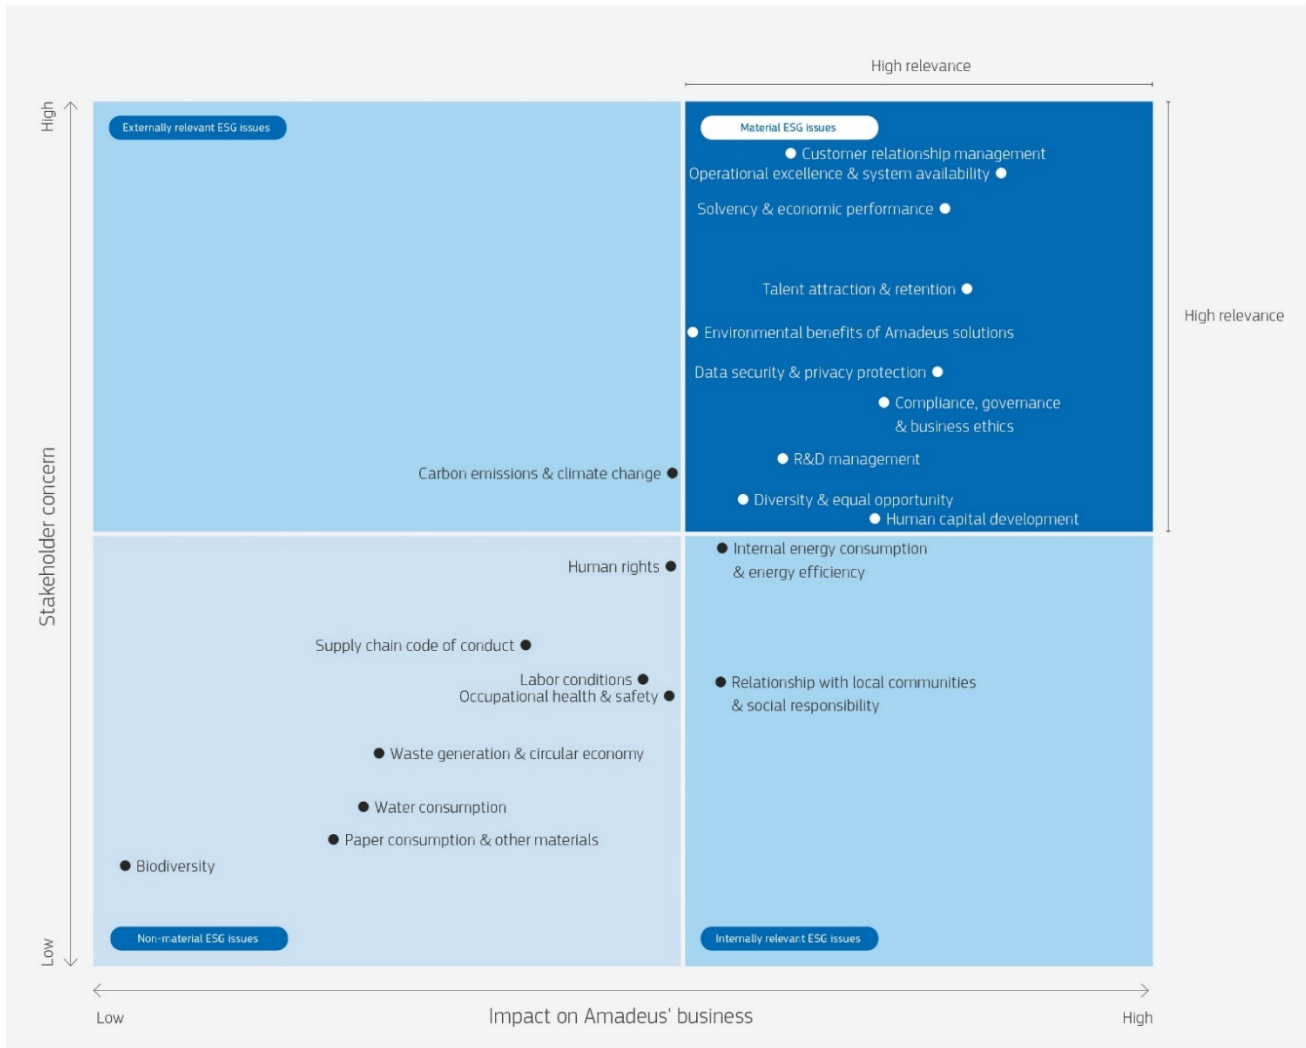 High relevance
High
Externally relevant ESG issues
Material ESG issues
Customer relationship management
Operational excellence & system availability
Solvency & economic performance
Talent attraction & retention
High relevance
Environmental benefits of Amadeus solutions
Data security & privacy protection
Compliance, governance
& business ethics
R&D management
Carbon emissions & climate change
Diversity & equal opportunity
Human capital development
Stakeholder concern
Internal energy consumption
& energy efficiency
Human rights
Supply chain code of conduct
Labor conditions
Occupational health & safety
Relationship with local communities
& social responsibility
Waste generation & circular economy
Water consumption
Paper consumption & other materials
Biodiversity
Non-material ESG issues
Internally relevant ESG issues
Low
Low
Impact on Amadeus' business
High